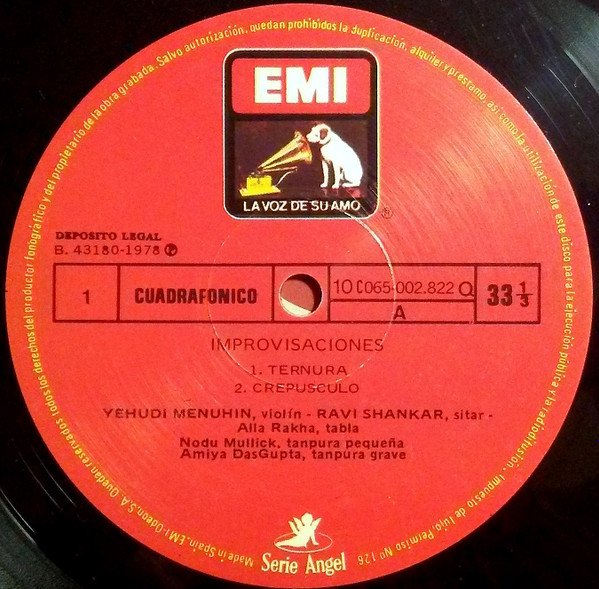 EMI
LA VOZ DE SU AMO
®
DEPOSITO LEGAL
B. 43180-1978 Ⓟ
1
CUADRAFONICO
10 C065-002.822 Q
A
33 1/3
IMPROVISACIONES
1. TERNURA
2. CREPUSCULO
YEHUDI MENUHIN, violín - RAVI SHANKAR, sitar -
Alla Rakha, tabla
Nodu Mullick, tanpura pequeña
Amiya DasGupta, tanpura grave
Serie Angel
Made in Spain, EMI-Odeon, S.A. Quedan reservados todos los derechos del productor fonográfico y del propietario de la obra grabada. Salvo autorización, quedan prohibidos la duplicación, alquiler y préstamo, así como la utilización de este disco para la ejecución pública y la radiodifusión. Impuesto de Lujo, Permiso Nº 126